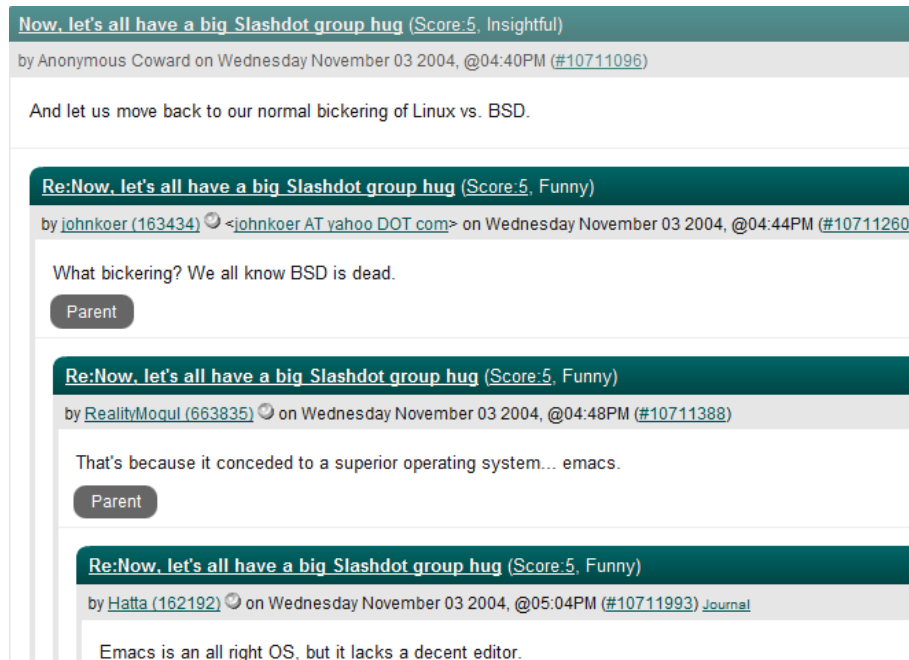 Now, let's all have a big Slashdot group hug (Score:5, Insightful)
by Anonymous Coward on Wednesday November 03 2004, @04:40PM (#10711096)
And let us move back to our normal bickering of Linux vs. BSD.
Re:Now, let's all have a big Slashdot group hug (Score:5, Funny)
by johnkoer (163434) <johnkoer AT yahoo DOT com> on Wednesday November 03 2004, @04:44PM (#10711260
What bickering? We all know BSD is dead.
Parent
Re:Now, let's all have a big Slashdot group hug (Score:5, Funny)
by RealityMogul (663835) on Wednesday November 03 2004, @04:48PM (#10711388)
That's because it conceded to a superior operating system... emacs.
Parent
Re:Now, let's all have a big Slashdot group hug (Score:5, Funny)
by Hatta (162192) on Wednesday November 03 2004, @05:04PM (#10711993) Journal
Emacs is an all right OS, but it lacks a decent editor.